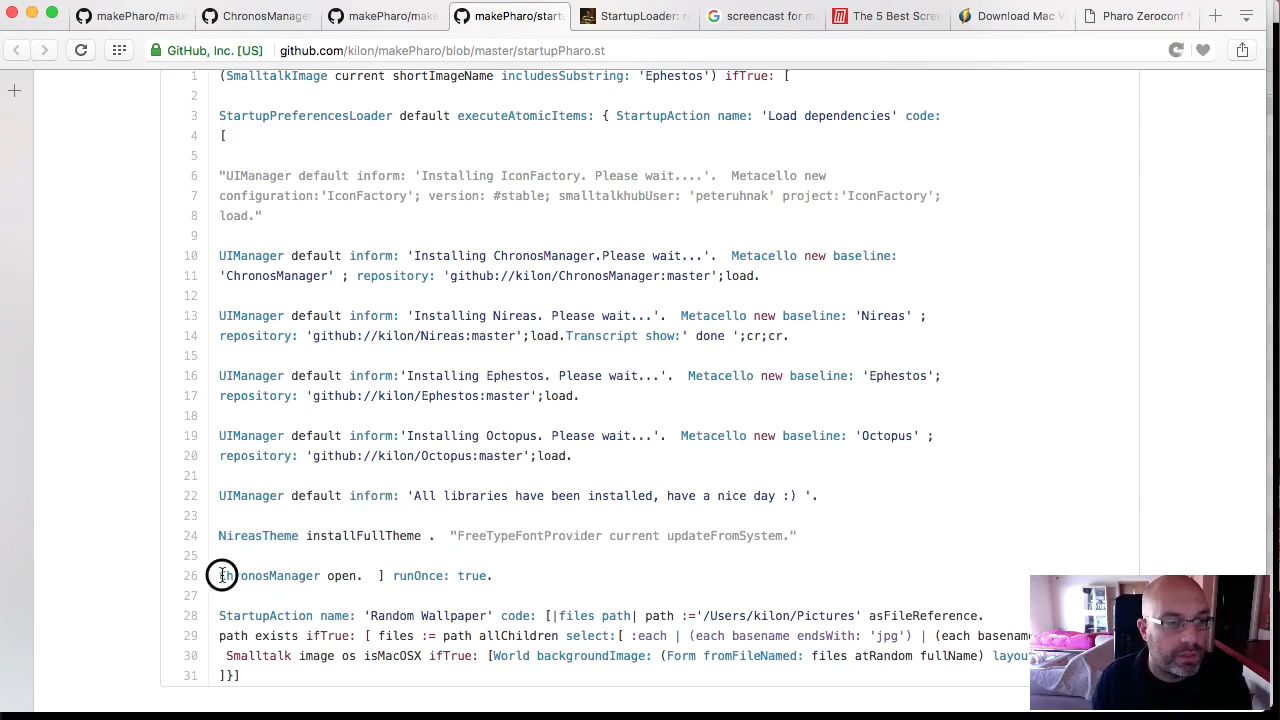 makePharo/make
ChronosManager
makePharo/make
makePharo/startu
StartupLoader: ru
screencast for m
The 5 Best Scree
Download Mac V
Pharo Zeroconf S
GitHub, Inc. [US]
github.com/kilon/makePharo/blob/master/startupPharo.st
1 (SmalltalkImage current shortImageName includesSubstring: 'Ephestos') ifTrue: [
2
3 StartupPreferencesLoader default executeAtomicItems: { StartupAction name: 'Load dependencies' code:
4 [
5
6 "UIManager default inform: 'Installing IconFactory. Please wait....'.  Metacello new
7 configuration:'IconFactory'; version: #stable; smalltalkhubUser: 'peteruhnak' project:'IconFactory';
8 load."
9
10 UIManager default inform: 'Installing ChronosManager.Please wait...'.  Metacello new baseline:
11 'ChronosManager' ; repository: 'github://kilon/ChronosManager:master';load.
12
13 UIManager default inform: 'Installing Nireas. Please wait...'.  Metacello new baseline: 'Nireas' ;
14 repository: 'github://kilon/Nireas:master';load.Transcript show:' done ';cr;cr.
15
16 UIManager default inform:'Installing Ephestos. Please wait...'.  Metacello new baseline: 'Ephestos';
17 repository: 'github://kilon/Ephestos:master';load.
18
19 UIManager default inform:'Installing Octopus. Please wait...'.  Metacello new baseline: 'Octopus' ;
20 repository: 'github://kilon/Octopus:master';load.
21
22 UIManager default inform: 'All libraries have been installed, have a nice day :) '.
23
24 NireasTheme installFullTheme .  "FreeTypeFontProvider current updateFromSystem."
25
26 ChronosManager open.  ] runOnce: true.
27
28 StartupAction name: 'Random Wallpaper' code: [|files path| path :='/Users/kilon/Pictures' asFileReference.
29 path exists ifTrue: [ files := path allChildren select:[ :each | (each basename endsWith: 'jpg') | (each basenam
30 Smalltalk image os isMacOSX ifTrue: [World backgroundImage: (Form fromFileNamed: files atRandom fullName) layou
31 ]}]